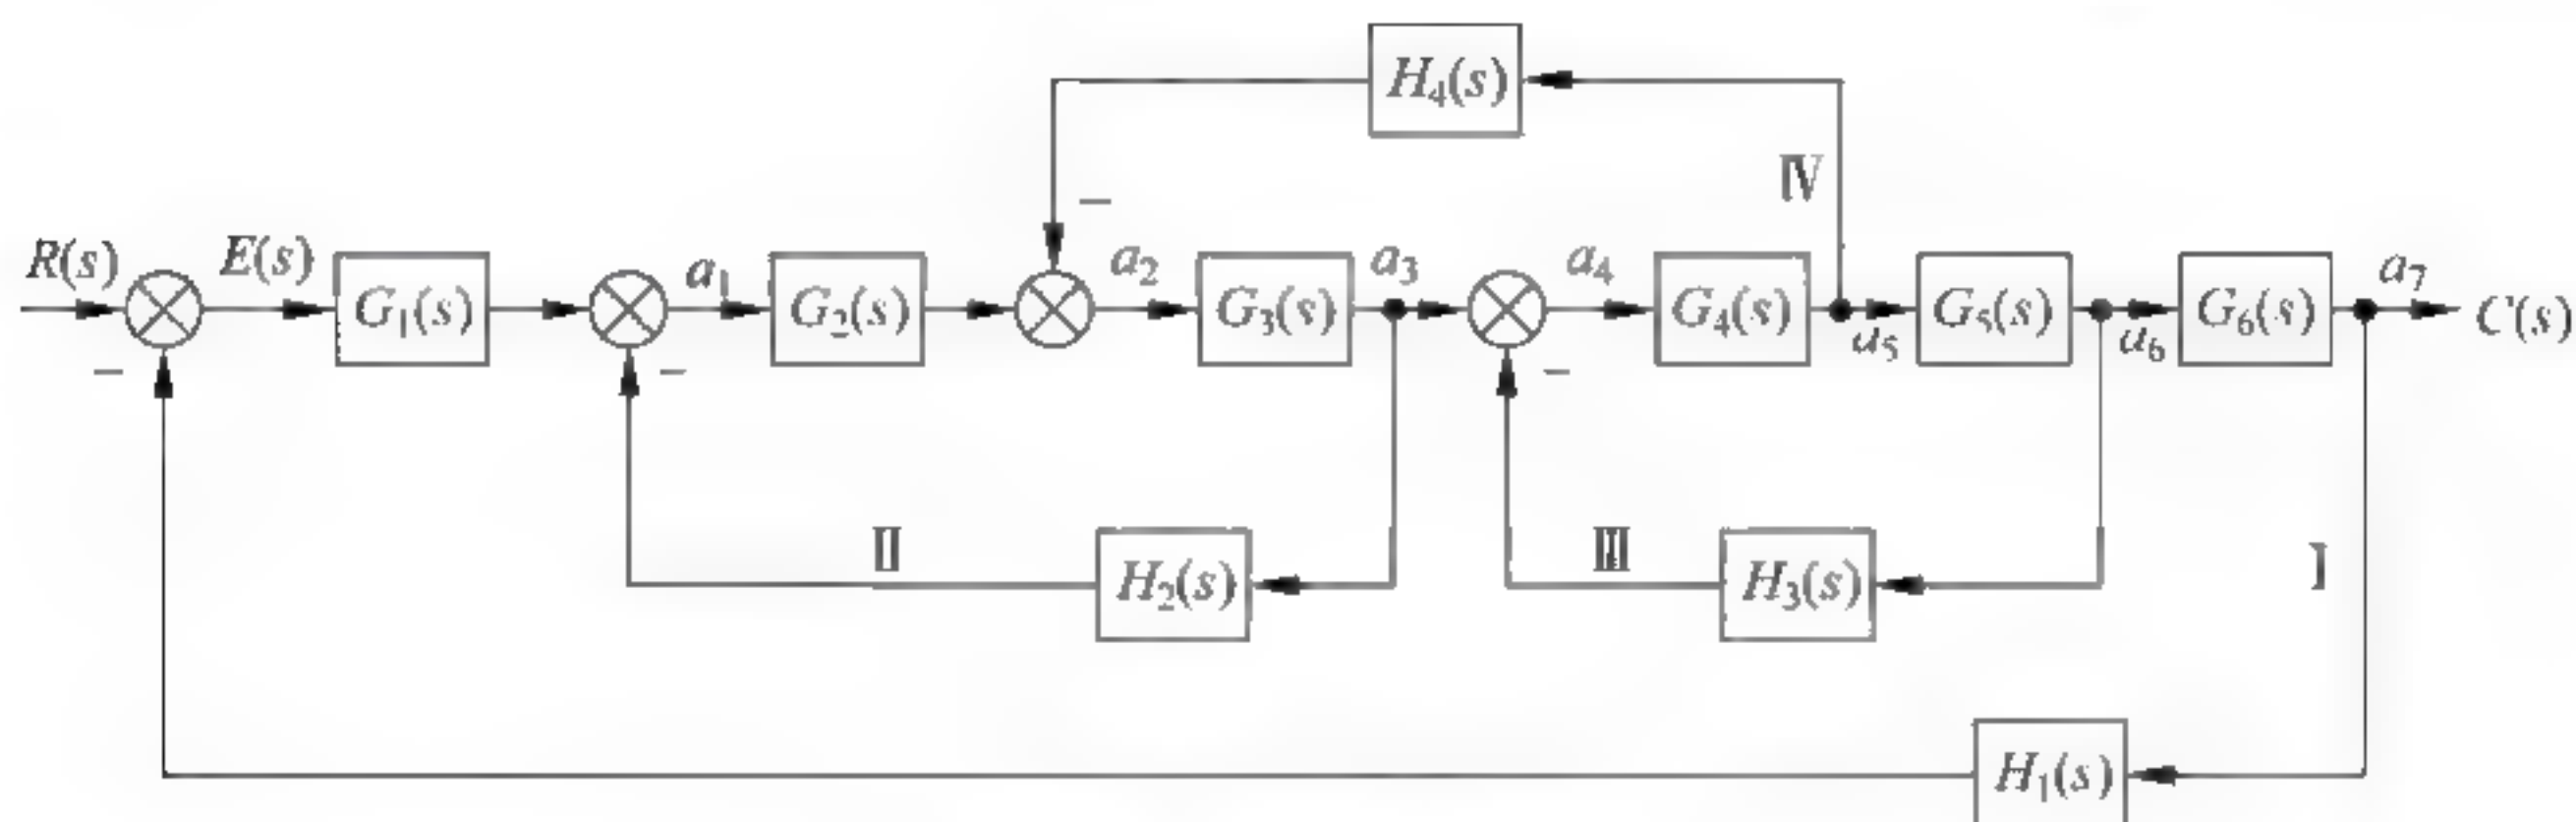 H₄(s)
Ⅳ
R(s) E(s) G₁(s) a₁ G₂(s) a₂ G₃(s) a₃ a₄ G₄(s) a₅ G₅(s) a₆ G₆(s) a₇ C(s)
− − − −
Ⅱ H₂(s) Ⅲ H₃(s) Ⅰ
H₁(s)